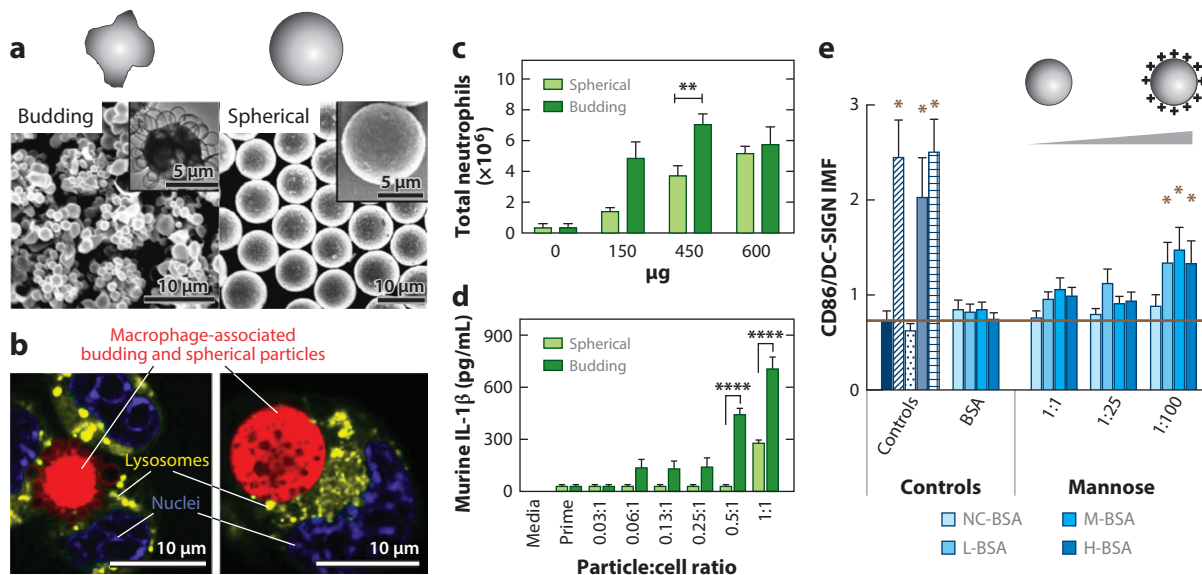 a
Budding
5 µm
10 µm
Spherical
5 µm
10 µm
b
Macrophage-associated
budding and spherical particles
Lysosomes
Nuclei
10 µm
10 µm
c
Total neutrophils
(×10⁶)
10
8
6
4
2
0
Spherical
Budding
**
0
150
450
600
µg
d
Murine IL-1β (pg/mL)
900
600
300
0
Spherical
Budding
****
****
Media
Prime
0.03:1
0.06:1
0.13:1
0.25:1
0.5:1
1:1
Particle:cell ratio
e
CD86/DC-SIGN IMF
3
2
1
0
* * *
* * *
Controls
BSA
1:1
1:25
1:100
Controls
Mannose
NC-BSA
L-BSA
M-BSA
H-BSA